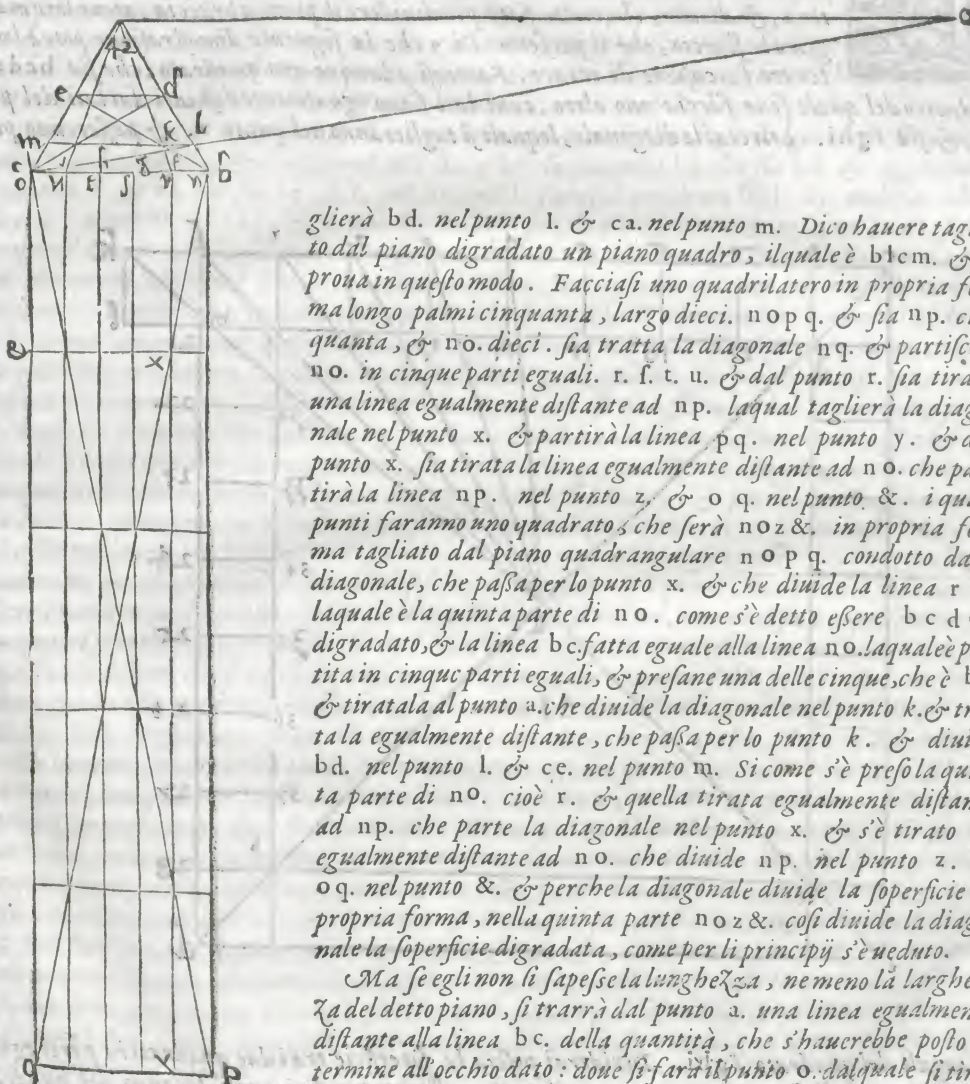 glierà bd. nel punto l. & ca. nel punto m. Dico hauere tagl
to dal piano digradato un piano quadro, ilquale è blcm. &
proua in questo modo. Facciasi uno quadrilatero in propria fo
ma longo palmi cinquanta, largo dieci. nopq. & sia np. ci
quanta, & no. dieci. sia tratta la diagonale nq. & partisc
no. in cinque parti eguali. r. s. t. u. & dal punto r. sia tira
una linea egualmente distante ad np. laqual taglierà la diag
nale nel punto x. & partirà la linea pq. nel punto y. & d
punto x. sia tirata la linea egualmente distante ad no. che pa
tirà la linea np. nel punto z. & oq. nel punto &. i qu
punti faranno uno quadrato, che serà noz&. in propria fo
ma tagliato dal piano quadrangulare nopq. condotto da
diagonale, che passa per lo punto x. & che diuide la linea r
laquale è la quinta parte di no. come s'è detto essere bcd
digradato, & la linea bc. fatta eguale alla linea no. laquale è p
tita in cinque parti eguali, & presane una delle cinque, che è b
& tiratala al punto a. che diuide la diagonale nel punto k. & tr
tala egualmente distante, che passa per lo punto k. & diui
bd. nel punto l. & ce. nel punto m. Si come s'è preso la qu
ta parte di no. cioè r. & quella tirata egualmente distan
ad np. che parte la diagonale nel punto x. & s'è tirato
egualmente distante ad no. che diuide np. nel punto z.
oq. nel punto &. & perche la diagonale diuide la soperficie
propria forma, nella quinta parte noz&. cosi diuide la diag
nale la soperficie digradata, come per li principij s'è ueduto.
Ma se egli non si sapesse la lunghezza, ne meno la larghe
za del detto piano, si trarrà dal punto a. una linea egualmen
distante alla linea bc. della quantità, che s'hauerebbe posto
termine all'occhio dato: doue si farà il punto o. dalquale si tir